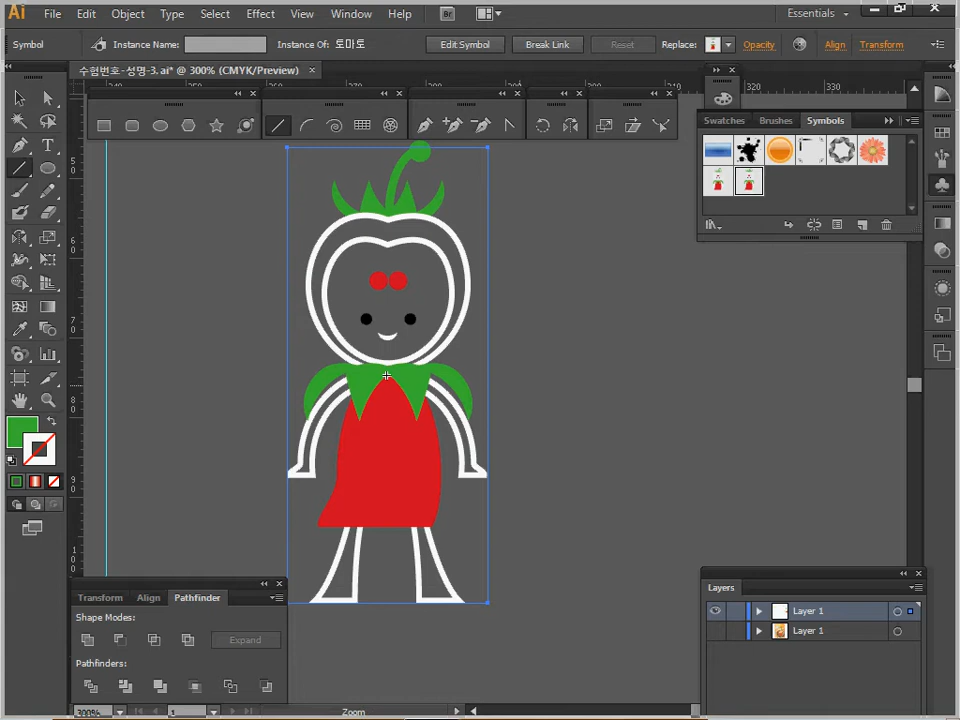 Ai File Edit Object Type Select Effect View Window Help Br Essentials
Symbol Instance Name: Instance Of: 토마토 Edit Symbol Break Link Reset Replace: Opacity Align Transform
수험번호-성명-3.ai* @ 300% (CMYK/Preview)
320 330
Swatches Brushes Symbols
Transform Align Pathfinder
Shape Modes:
Expand
Pathfinders:
Layers
Layer 1
Layer 1
300% 1 Zoom